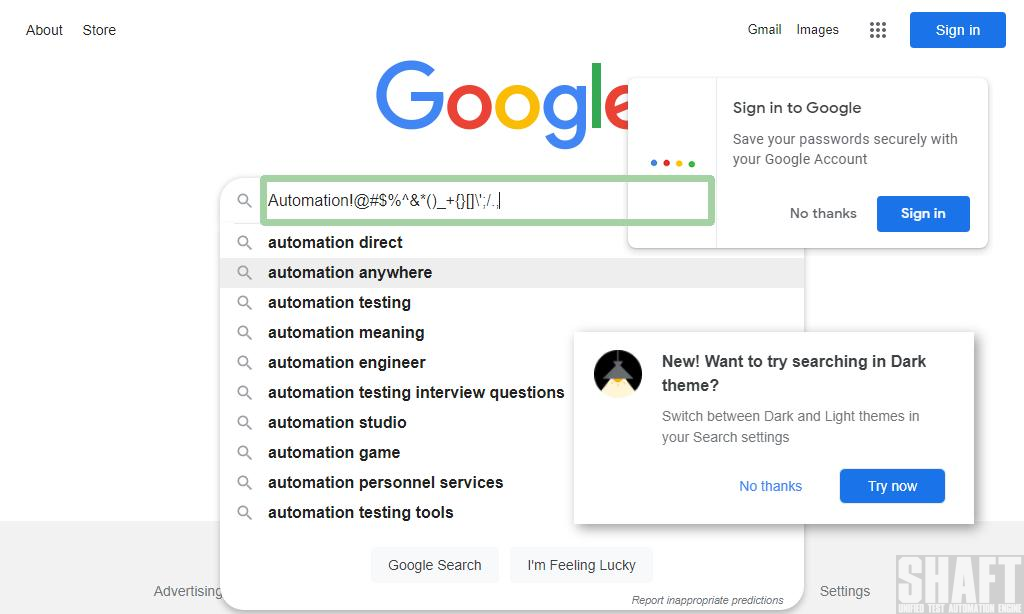 About Store
Gmail Images
Sign in
Google
Sign in to Google
Save your passwords securely with
your Google Account
No thanks
Sign in
Automation!@#$%^&*()_+{}[]\';/.,
automation direct
automation anywhere
automation testing
automation meaning
automation engineer
automation testing interview questions
automation studio
automation game
automation personnel services
automation testing tools
New! Want to try searching in Dark
theme?
Switch between Dark and Light themes in
your Search settings
No thanks
Try now
Google Search
I'm Feeling Lucky
Report inappropriate predictions
Advertising
Settings
SHAFT
UNIFIED TEST AUTOMATION ENGINE